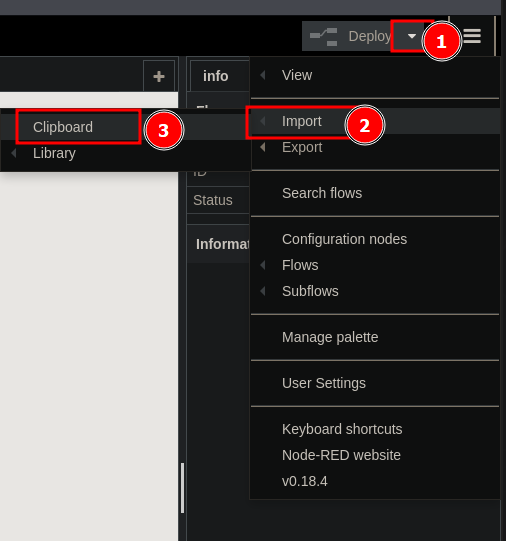 Deploy
1
info
View
Clipboard
3
Import
2
Library
Export
ID
Status
Search flows
Informat
Configuration nodes
Flows
Subflows
Manage palette
User Settings
Keyboard shortcuts
Node-RED website
v0.18.4